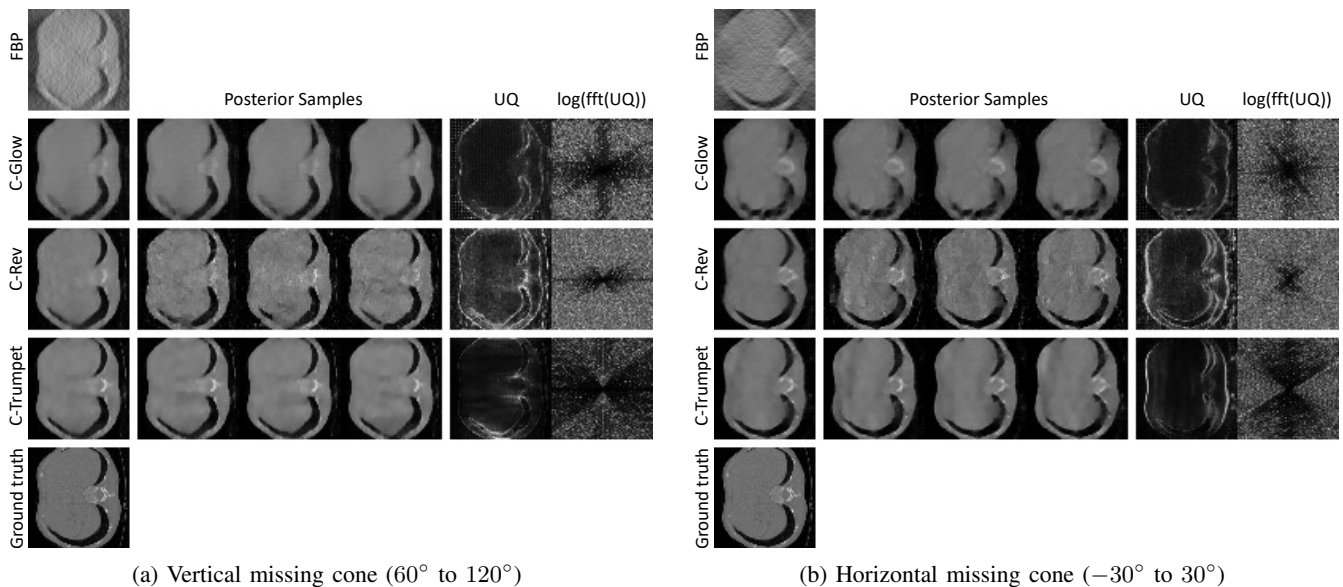 FBP
Posterior Samples UQ log(fft(UQ))
C-Glow
C-Rev
C-Trumpet
Ground truth
(a) Vertical missing cone (60° to 120°)
FBP
Posterior Samples UQ log(fft(UQ))
C-Glow
C-Rev
C-Trumpet
Ground truth
(b) Horizontal missing cone (−30° to 30°)